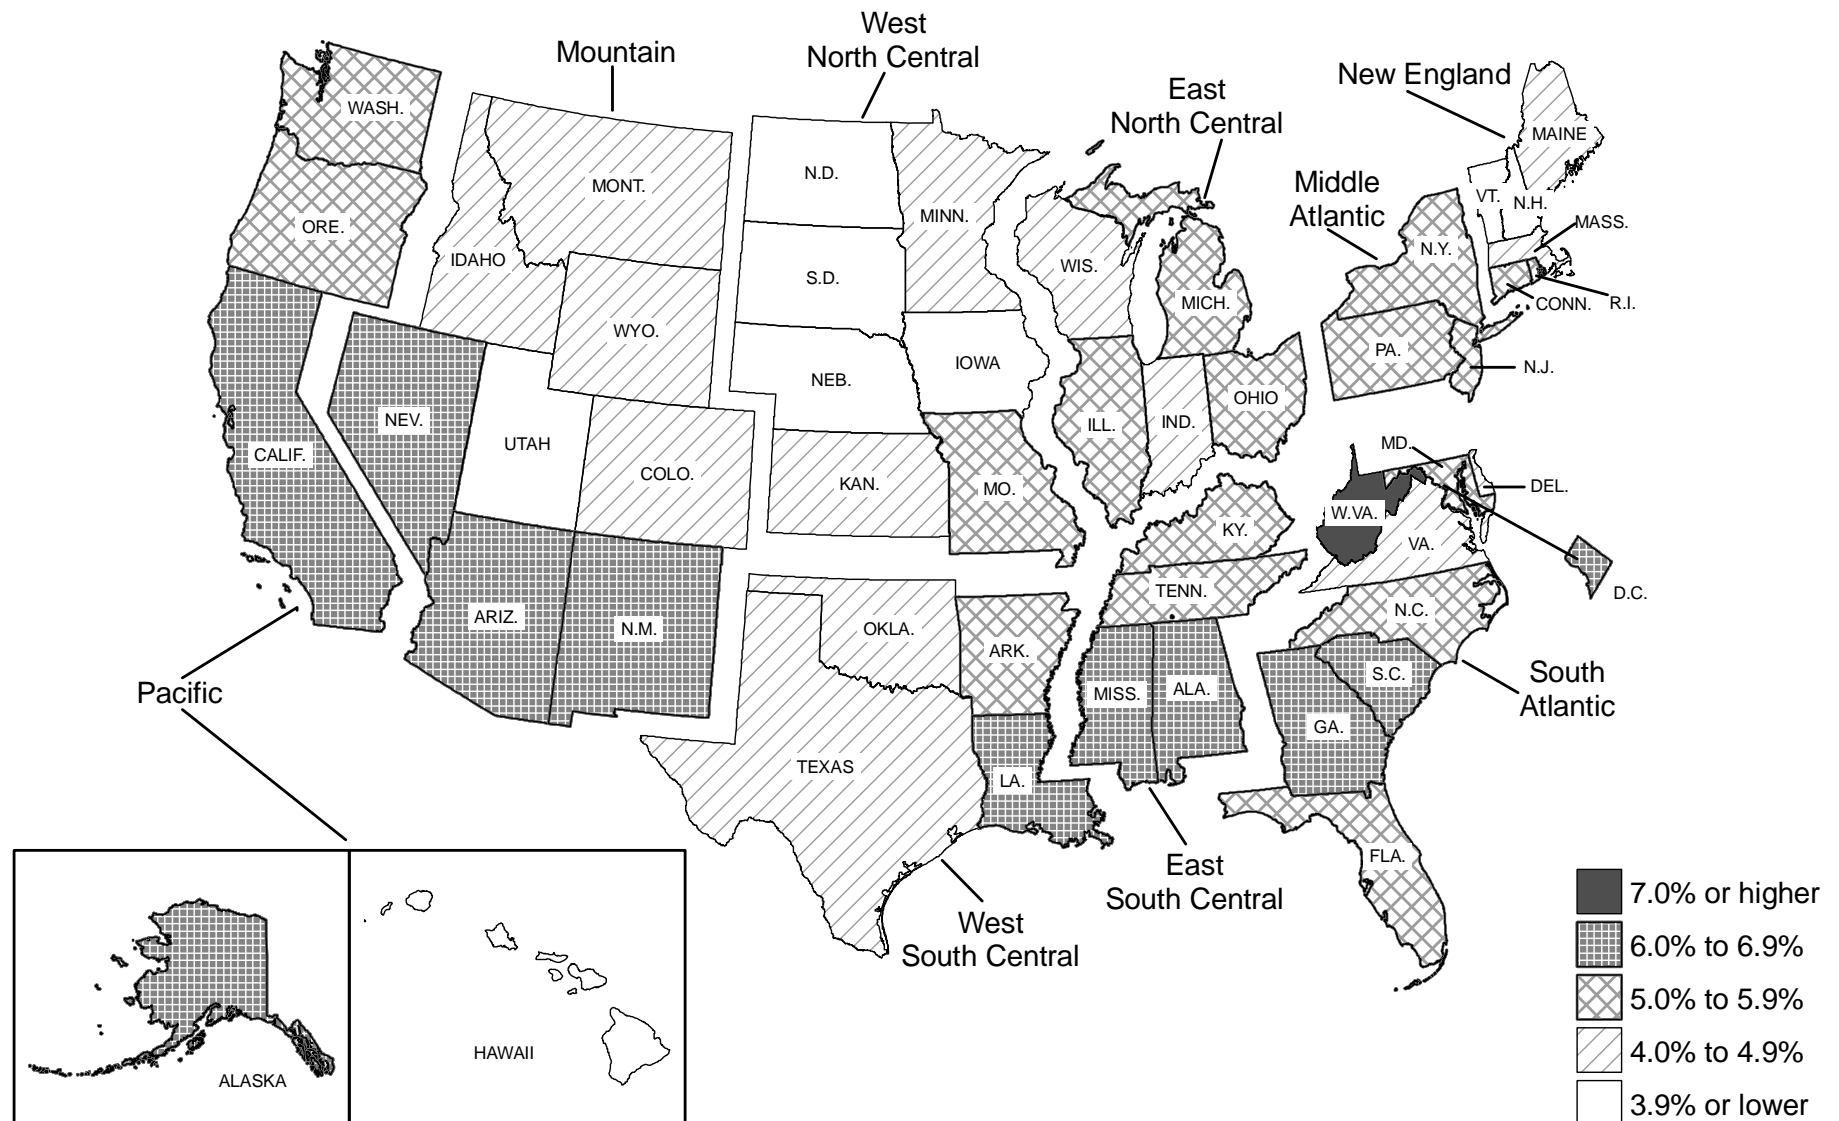 West
North Central
Mountain
New England
East
North Central
WASH.
MAINE
N.D.
MONT.
Middle
Atlantic
VT.
N.H.
MINN.
MASS.
ORE.
N.Y.
IDAHO
WIS.
S.D.
MICH.
CONN.
R.I.
WYO.
PA.
IOWA
N.J.
NEB.
OHIO
NEV.
IND.
ILL.
UTAH
MD.
CALIF.
COLO.
KAN.
MO.
DEL.
W.VA.
KY.
VA.
TENN.
D.C.
N.C.
ARIZ.
N.M.
OKLA.
ARK.
S.C.
South
Atlantic
Pacific
MISS.
ALA.
GA.
TEXAS
LA.
FLA.
East
South Central
West
South Central
7.0% or higher
6.0% to 6.9%
5.0% to 5.9%
4.0% to 4.9%
3.9% or lower
HAWAII
ALASKA